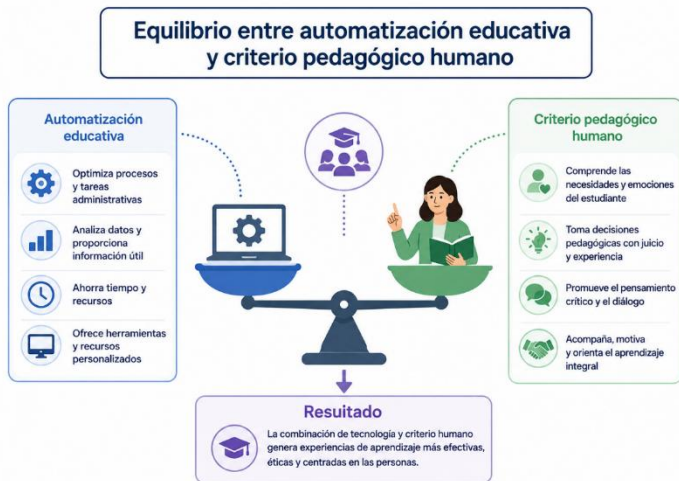 Equilibrio entre automatización educativa
y criterio pedagógico humano
Automatización
educativa
Optimiza procesos
y tareas
administrativas
Analiza datos y
proporciona
información útil
Ahorra tiempo y
recursos
Ofrece herramientas
y recursos
personalizados
Criterio pedagógico
humano
Comprende las
necesidades y emociones
del estudiante
Toma decisiones
pedagógicas con juicio
y experiencia
Promueve el pensamiento
crítico y el diálogo
Acompaña, motiva
y orienta el aprendizaje
integral
Resuitado
La combinación de tecnología y criterio humano
genera experiencias de aprendizaje más efectivas,
éticas y centradas en las personas.